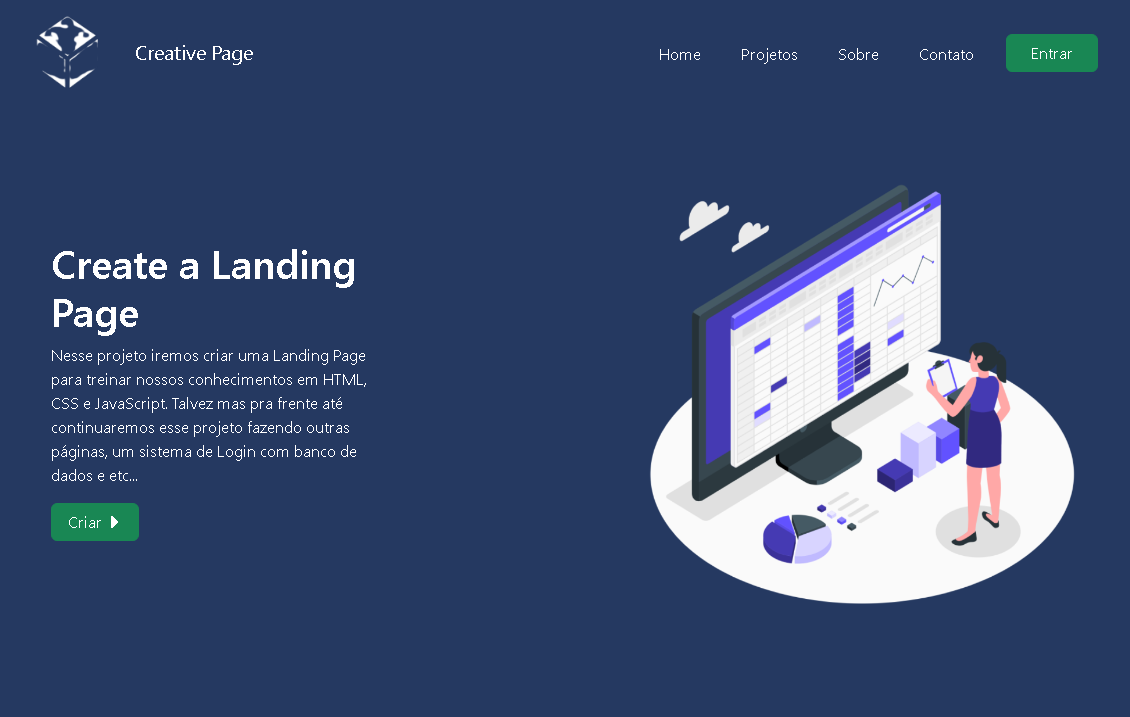 Creative Page
Home Projetos Sobre Contato Entrar
Create a Landing
Page
Nesse projeto iremos criar uma Landing Page
para treinar nossos conhecimentos em HTML,
CSS e JavaScript. Talvez mas pra frente até
continuaremos esse projeto fazendo outras
páginas, um sistema de Login com banco de
dados e etc...
Criar